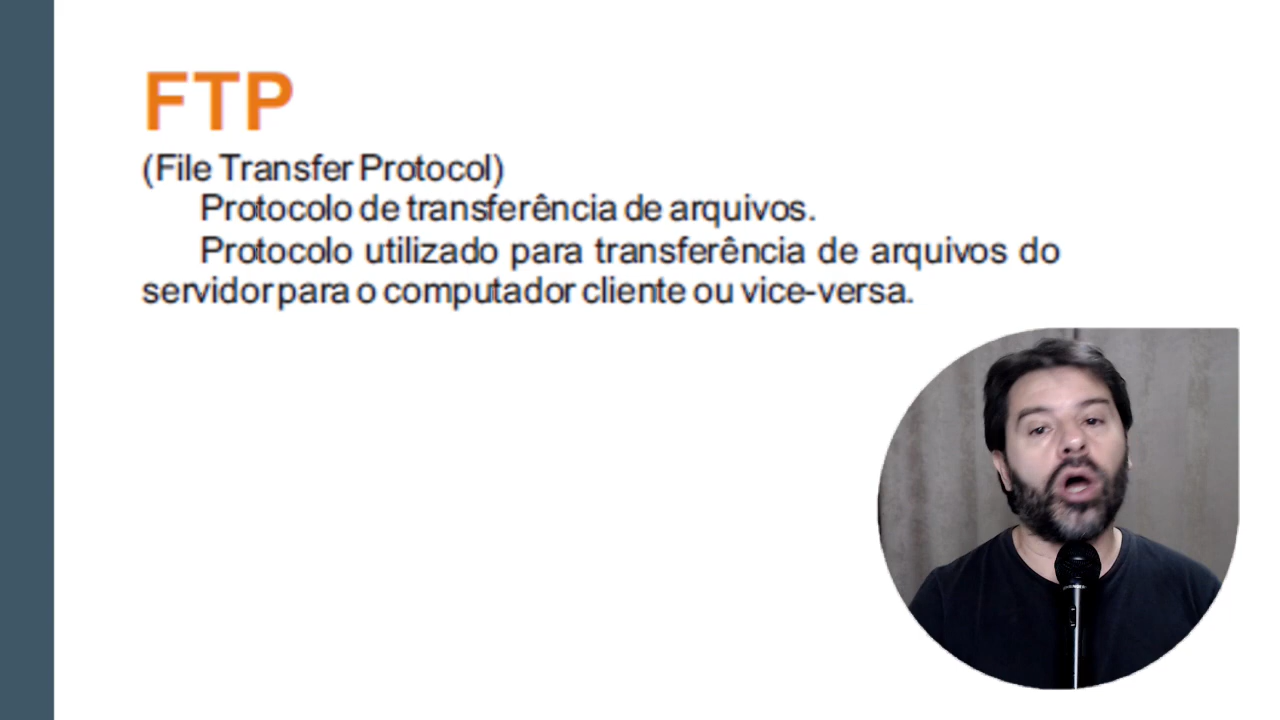 FTP
(File Transfer Protocol)
Protocolo de transferência de arquivos.
Protocolo utilizado para transferência de arquivos do
servidor para o computador cliente ou vice-versa.